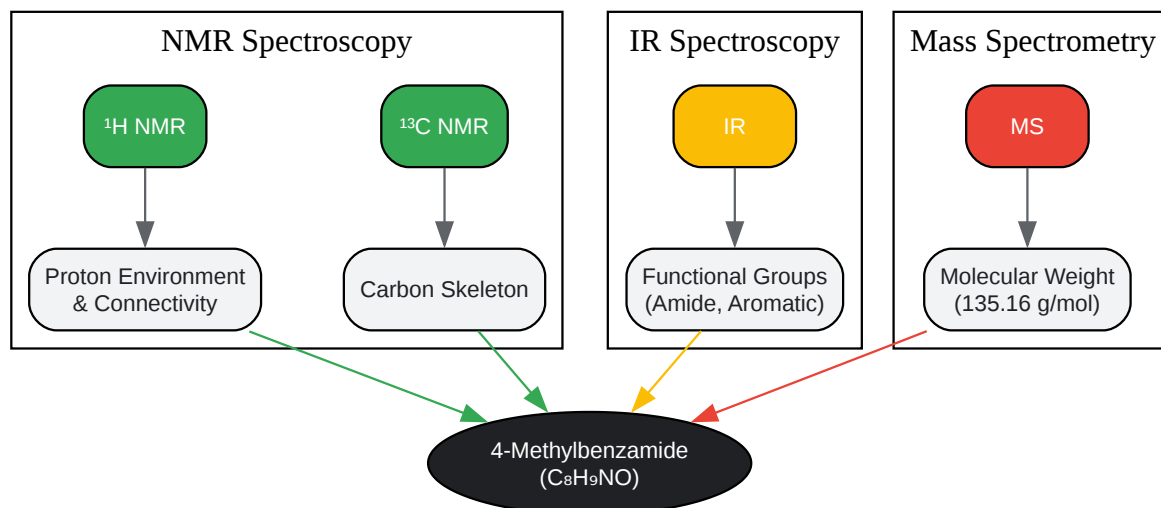 NMR Spectroscopy
IR Spectroscopy
Mass Spectrometry
¹H NMR
¹³C NMR
IR
MS
Proton Environment
& Connectivity
Carbon Skeleton
Functional Groups
(Amide, Aromatic)
Molecular Weight
(135.16 g/mol)
4-Methylbenzamide
(C₈H₉NO)